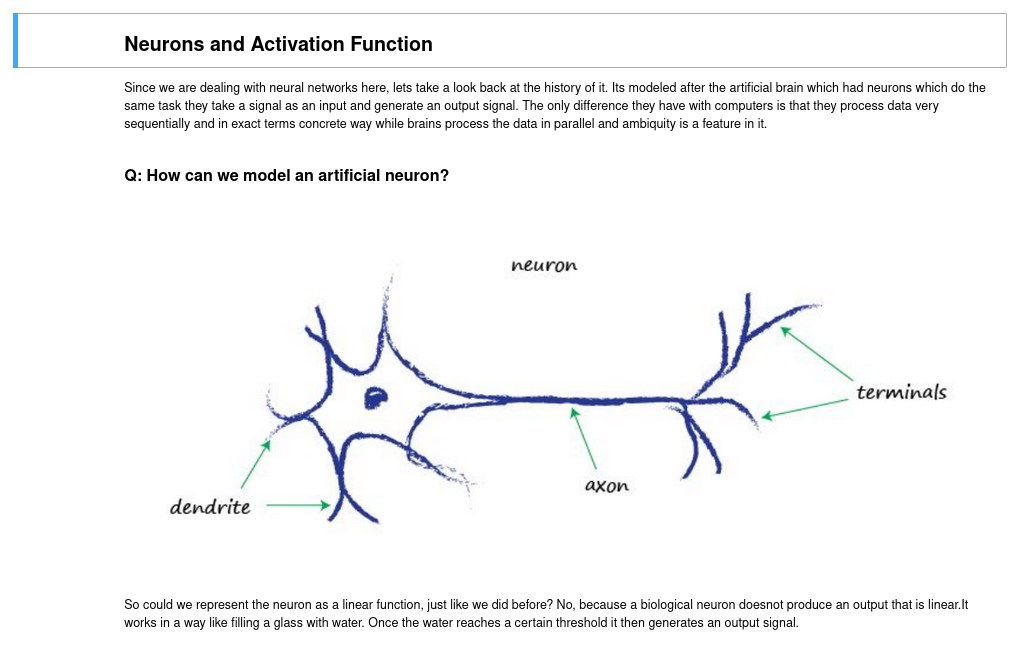 Neurons and Activation Function
Since we are dealing with neural networks here, lets take a look back at the history of it. Its modeled after the artificial brain which had neurons which do the
same task they take a signal as an input and generate an output signal. The only difference they have with computers is that they process data very
sequentially and in exact terms concrete way while brains process the data in parallel and ambiquity is a feature in it.
Q: How can we model an artificial neuron?
neuron
terminals
axon
dendrite
So could we represent the neuron as a linear function, just like we did before? No, because a biological neuron doesnot produce an output that is linear.It
works in a way like filling a glass with water. Once the water reaches a certain threshold it then generates an output signal.